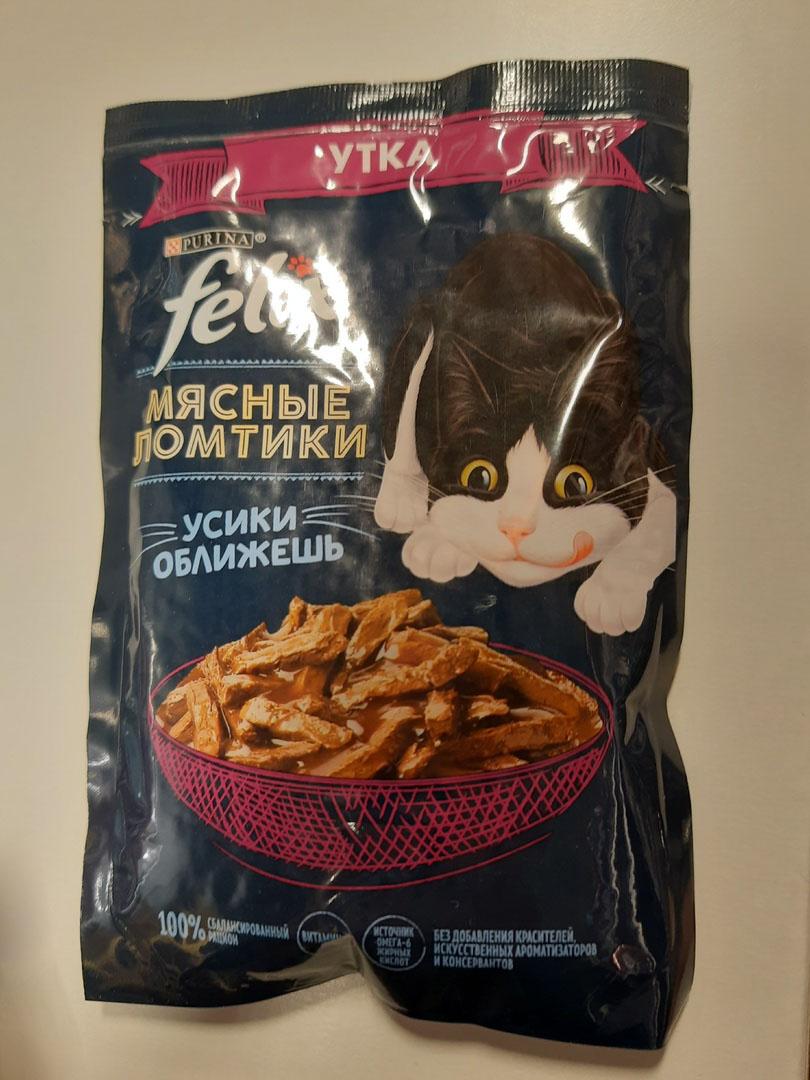 УТКА
PURINA®
felix
МЯСНЫЕ
ЛОМТИКИ
УСИКИ
ОБЛИЖЕШЬ
100% СБАЛАНСИРОВАННЫЙ
РАЦИОН
ИСТОЧНИК
ОМЕГА-6
ЖИРНЫХ
КИСЛОТ
БЕЗ ДОБАВЛЕНИЯ КРАСИТЕЛЕЙ,
ИСКУССТВЕННЫХ АРОМАТИЗАТОРОВ
И КОНСЕРВАНТОВ